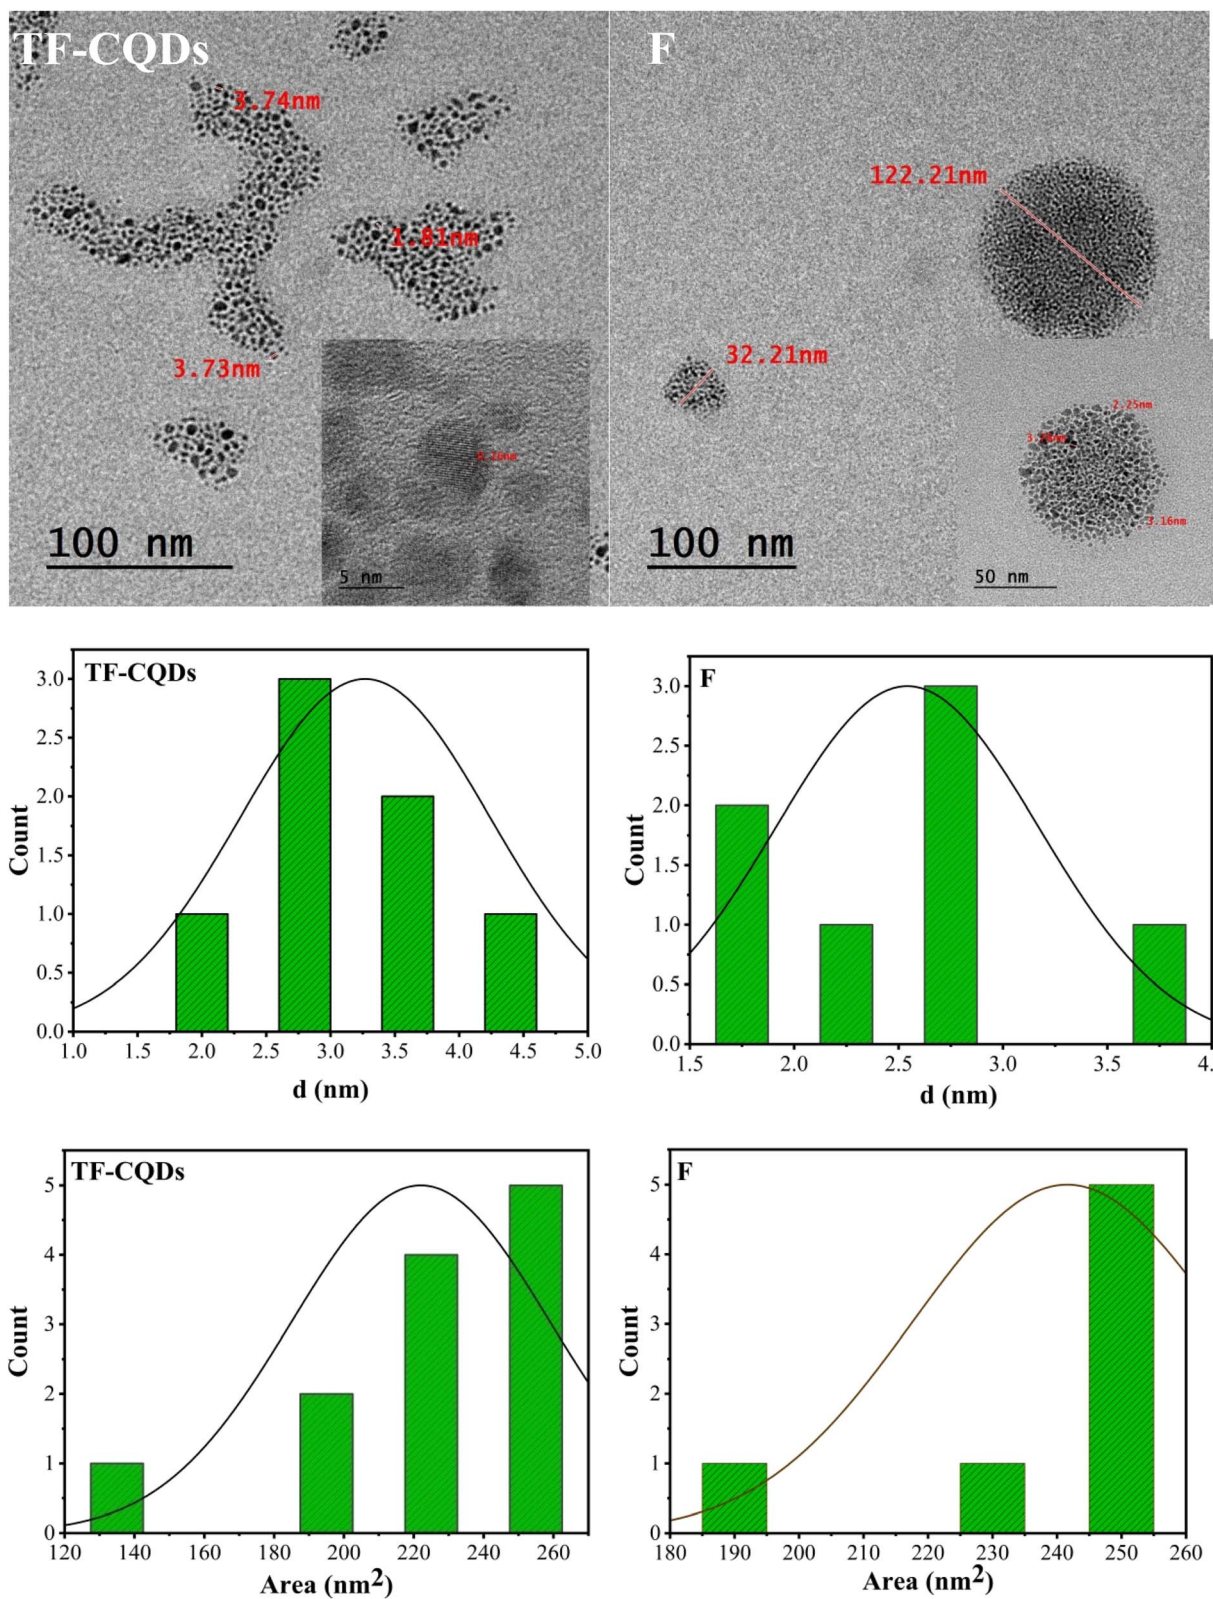 TF-CQDs
F
3.74nm
122.21nm
1.81nm
32.21nm
3.73nm
2.25nm
3.16nm
100 nm
5 nm
100 nm
50 nm
TF-CQDs
Count
3.0
2.5
2.0
1.5
1.0
0.5
0.0
1.0 1.5 2.0 2.5 3.0 3.5 4.0 4.5 5.0
d (nm)
F
Count
3.0
2.5
2.0
1.5
1.0
0.5
0.0
1.5 2.0 2.5 3.0 3.5 4.
d (nm)
TF-CQDs
Count
5
4
3
2
1
0
120 140 160 180 200 220 240 260
Area (nm²)
F
Count
5
4
3
2
1
0
180 190 200 210 220 230 240 250 260
Area (nm²)